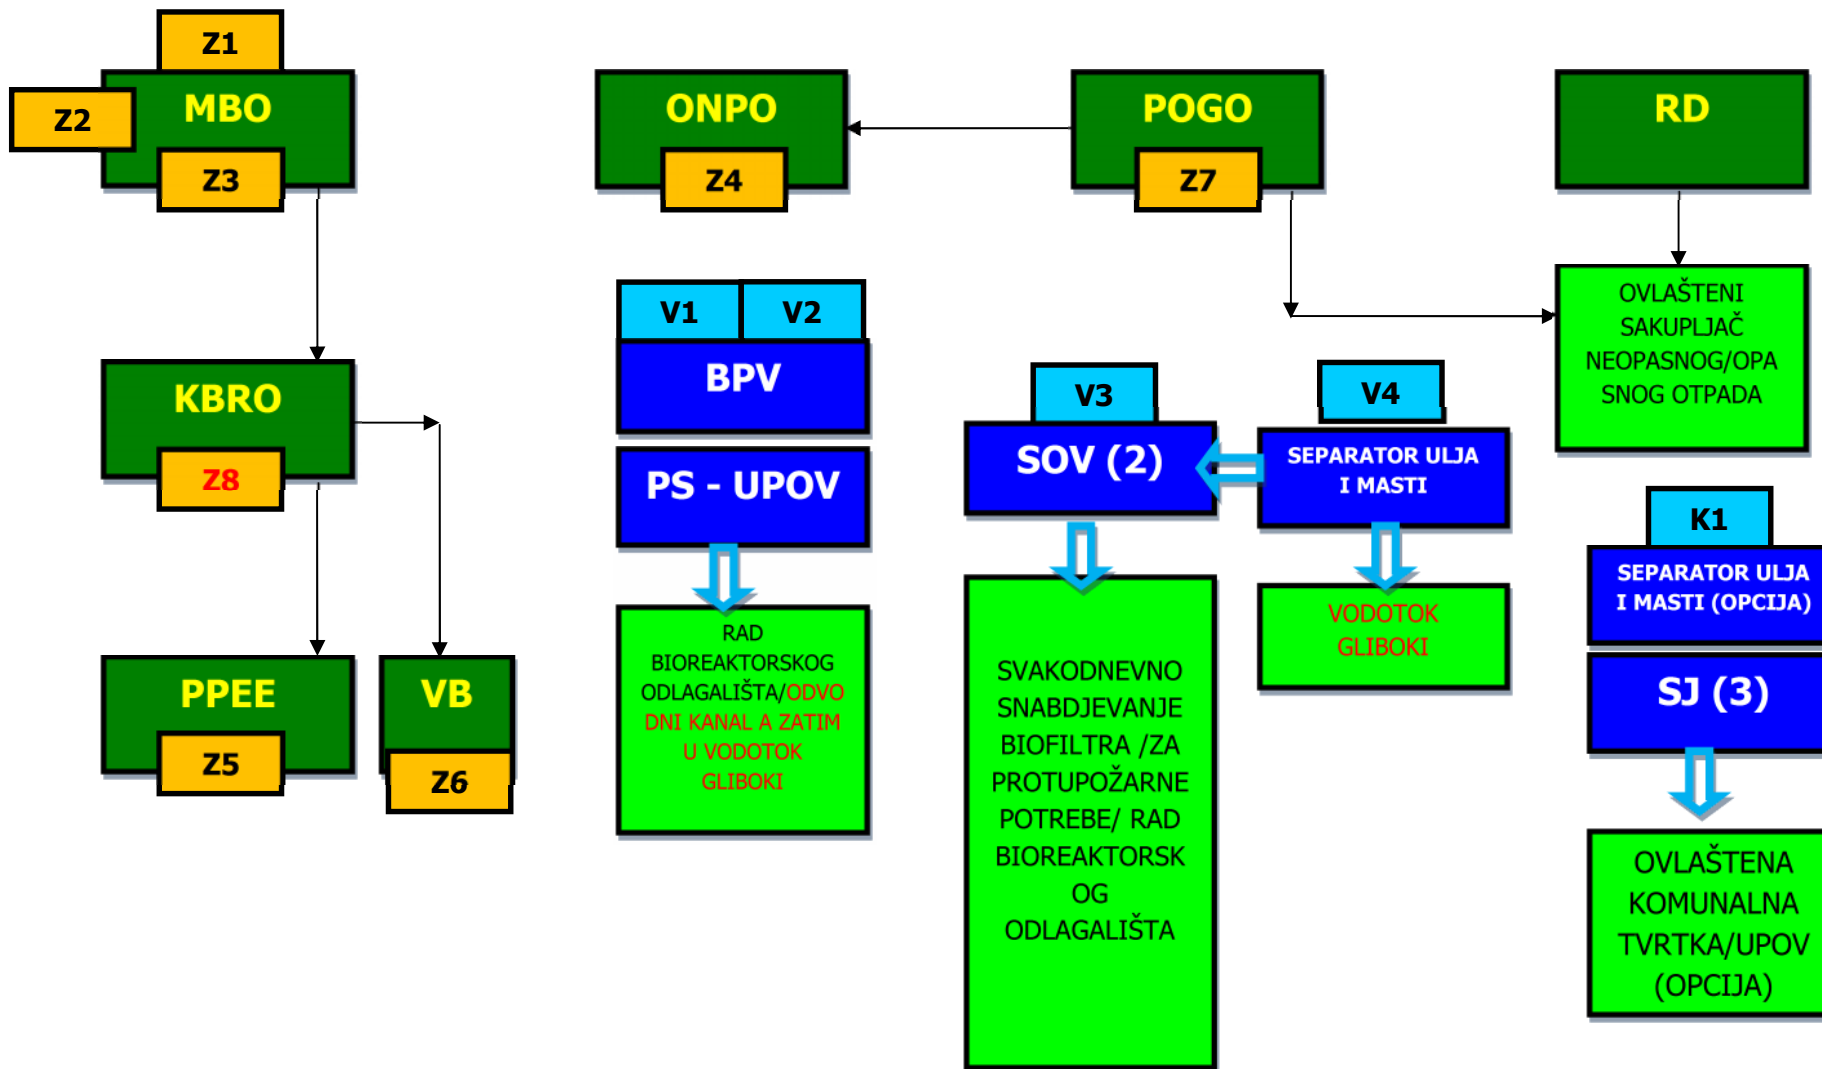 Z1
MBO
Z2
Z3
ONPO
Z4
POGO
Z7
RD
OVLAŠTENI
SAKUPLJAČ
NEOPASNOG/OPA
SNOG OTPADA
KBRO
Z8
PPEE
Z5
VB
Z6
V1
V2
BPV
PS - UPOV
RAD
BIOREAKTORSKOG
ODLAGALIŠTA/ODVO
DNI KANAL A ZATIM
U VODOTOK
GLIBOKI
V3
SOV (2)
SVAKODNEVNO
SNABDJEVANJE
BIOFILTRA /ZA
PROTUPOŽARNE
POTREBE/ RAD
BIOREAKTORSK
OG
ODLAGALIŠTA
V4
SEPARATOR ULJA
I MASTI
VODOTOK
GLIBOKI
K1
SEPARATOR ULJA
I MASTI (OPCIJA)
SJ (3)
OVLAŠTENA
KOMUNALNA
TVRTKA/UPOV
(OPCIJA)